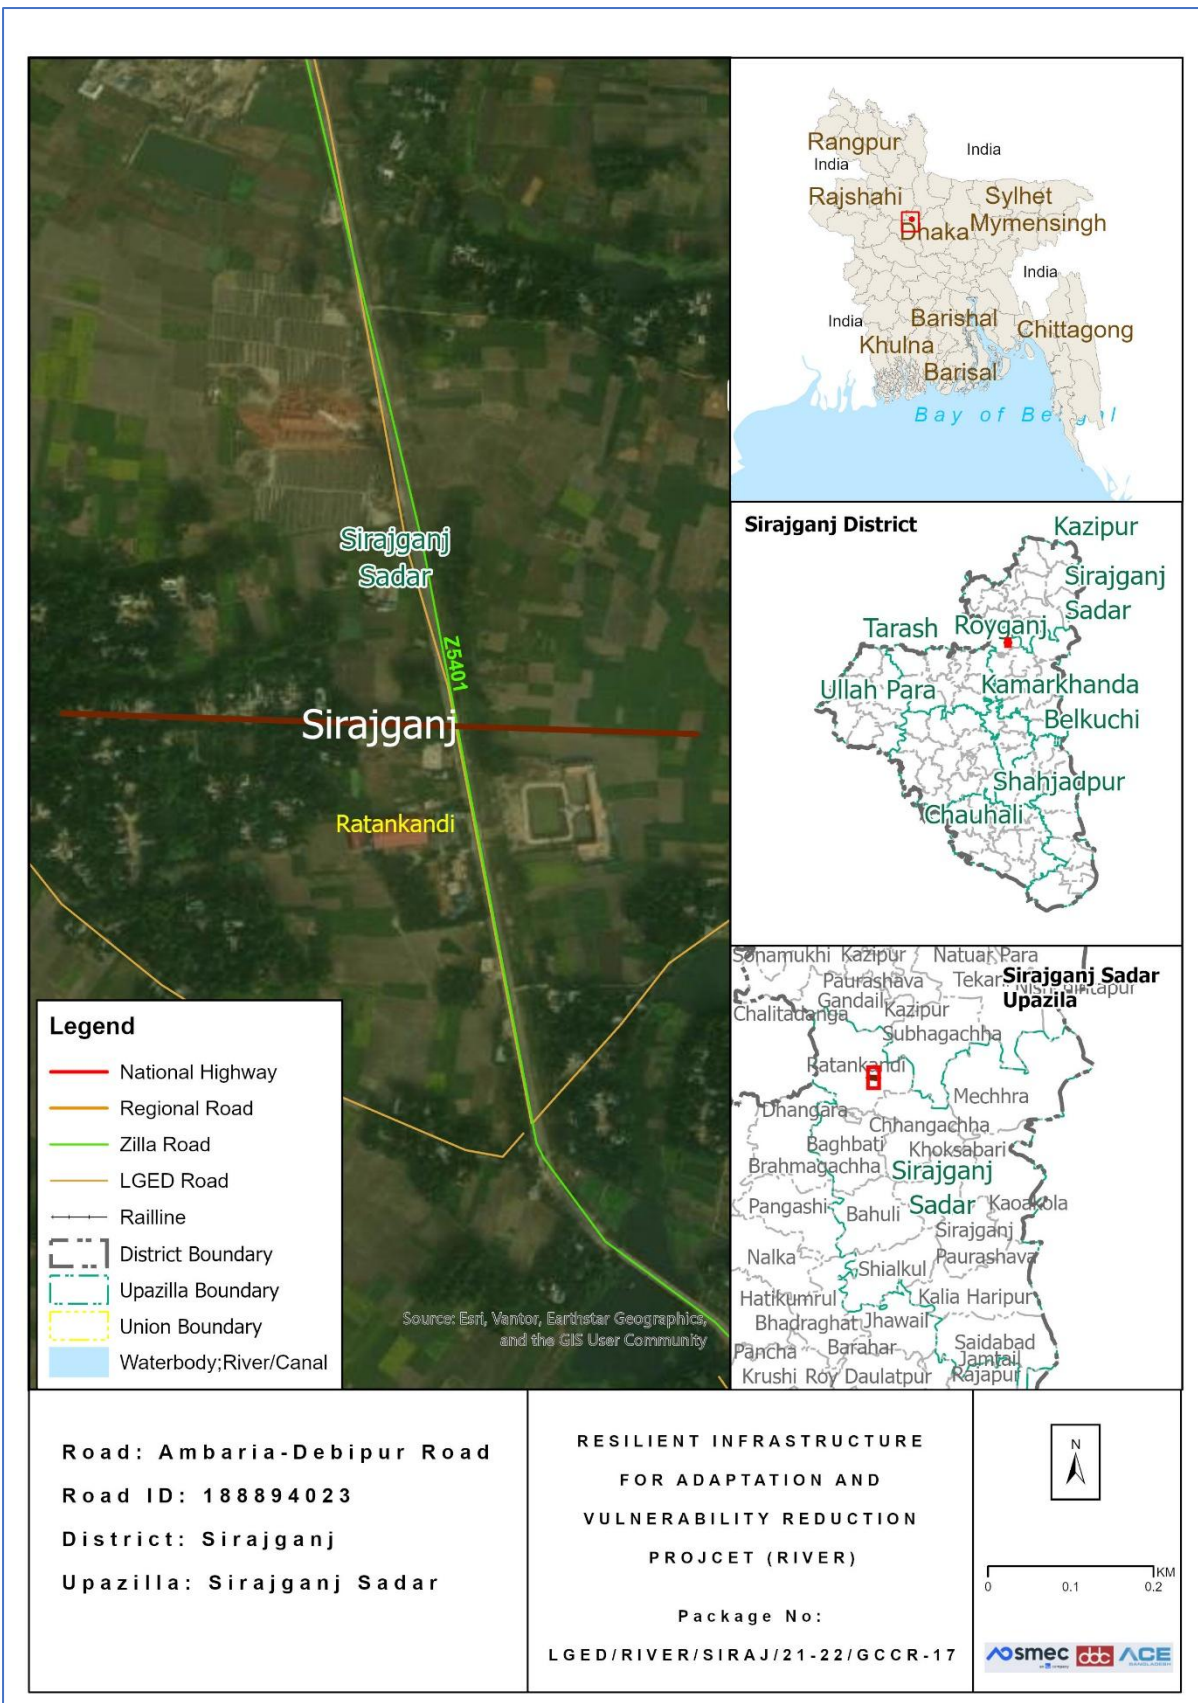 Sirajganj
Sadar
Z5401
Sirajganj
Ratankandi
Source: Esri, Vantor, Earthstar Geographics,
and the GIS User Community
Legend
National Highway
Regional Road
Zilla Road
LGED Road
Railline
District Boundary
Upazilla Boundary
Union Boundary
Waterbody;River/Canal
Rangpur
India
India
Rajshahi
Sylhet
Dhaka
Mymensingh
India
India
Barishal
Chittagong
Khulna
Barisal
Bay of Bengal
Sirajganj District
Kazipur
Sirajganj
Sadar
Tarash
Royganj
Ullah Para
Kamarkhanda
Belkuchi
Shahjadpur
Chauhali
Sirajganj Sadar
Upazila
Sonamukhi
Kazipur
Paurashava
Natuar Para
Gandail
Chalitadanga
Kazipur
Subhagachha
Ratankandi
Mechhra
Dhangara
Chhangachha
Baghbati
Khoksabari
Brahmagachha
Sirajganj
Sadar
Pangashi
Bahuli
Kaoakola
Sirajganj
Paurashava
Nalka
Shialkul
Hatikumrul
Kalia Haripur
Bhadraghat
Jhawail
Saidabad
Pancha
Krushi
Barahar
Jamtail
Roy Daulatpur
Rajapur
Road: Ambaria-Debipur Road
Road ID: 188894023
District: Sirajganj
Upazilla: Sirajganj Sadar
RESILIENT INFRASTRUCTURE
FOR ADAPTATION AND
VULNERABILITY REDUCTION
PROJCET (RIVER)
Package No:
LGED/RIVER/SIRAJ/21-22/GCCR-17
N
KM
0 0.1 0.2
smec
ddc
ACE
BANGLADESH